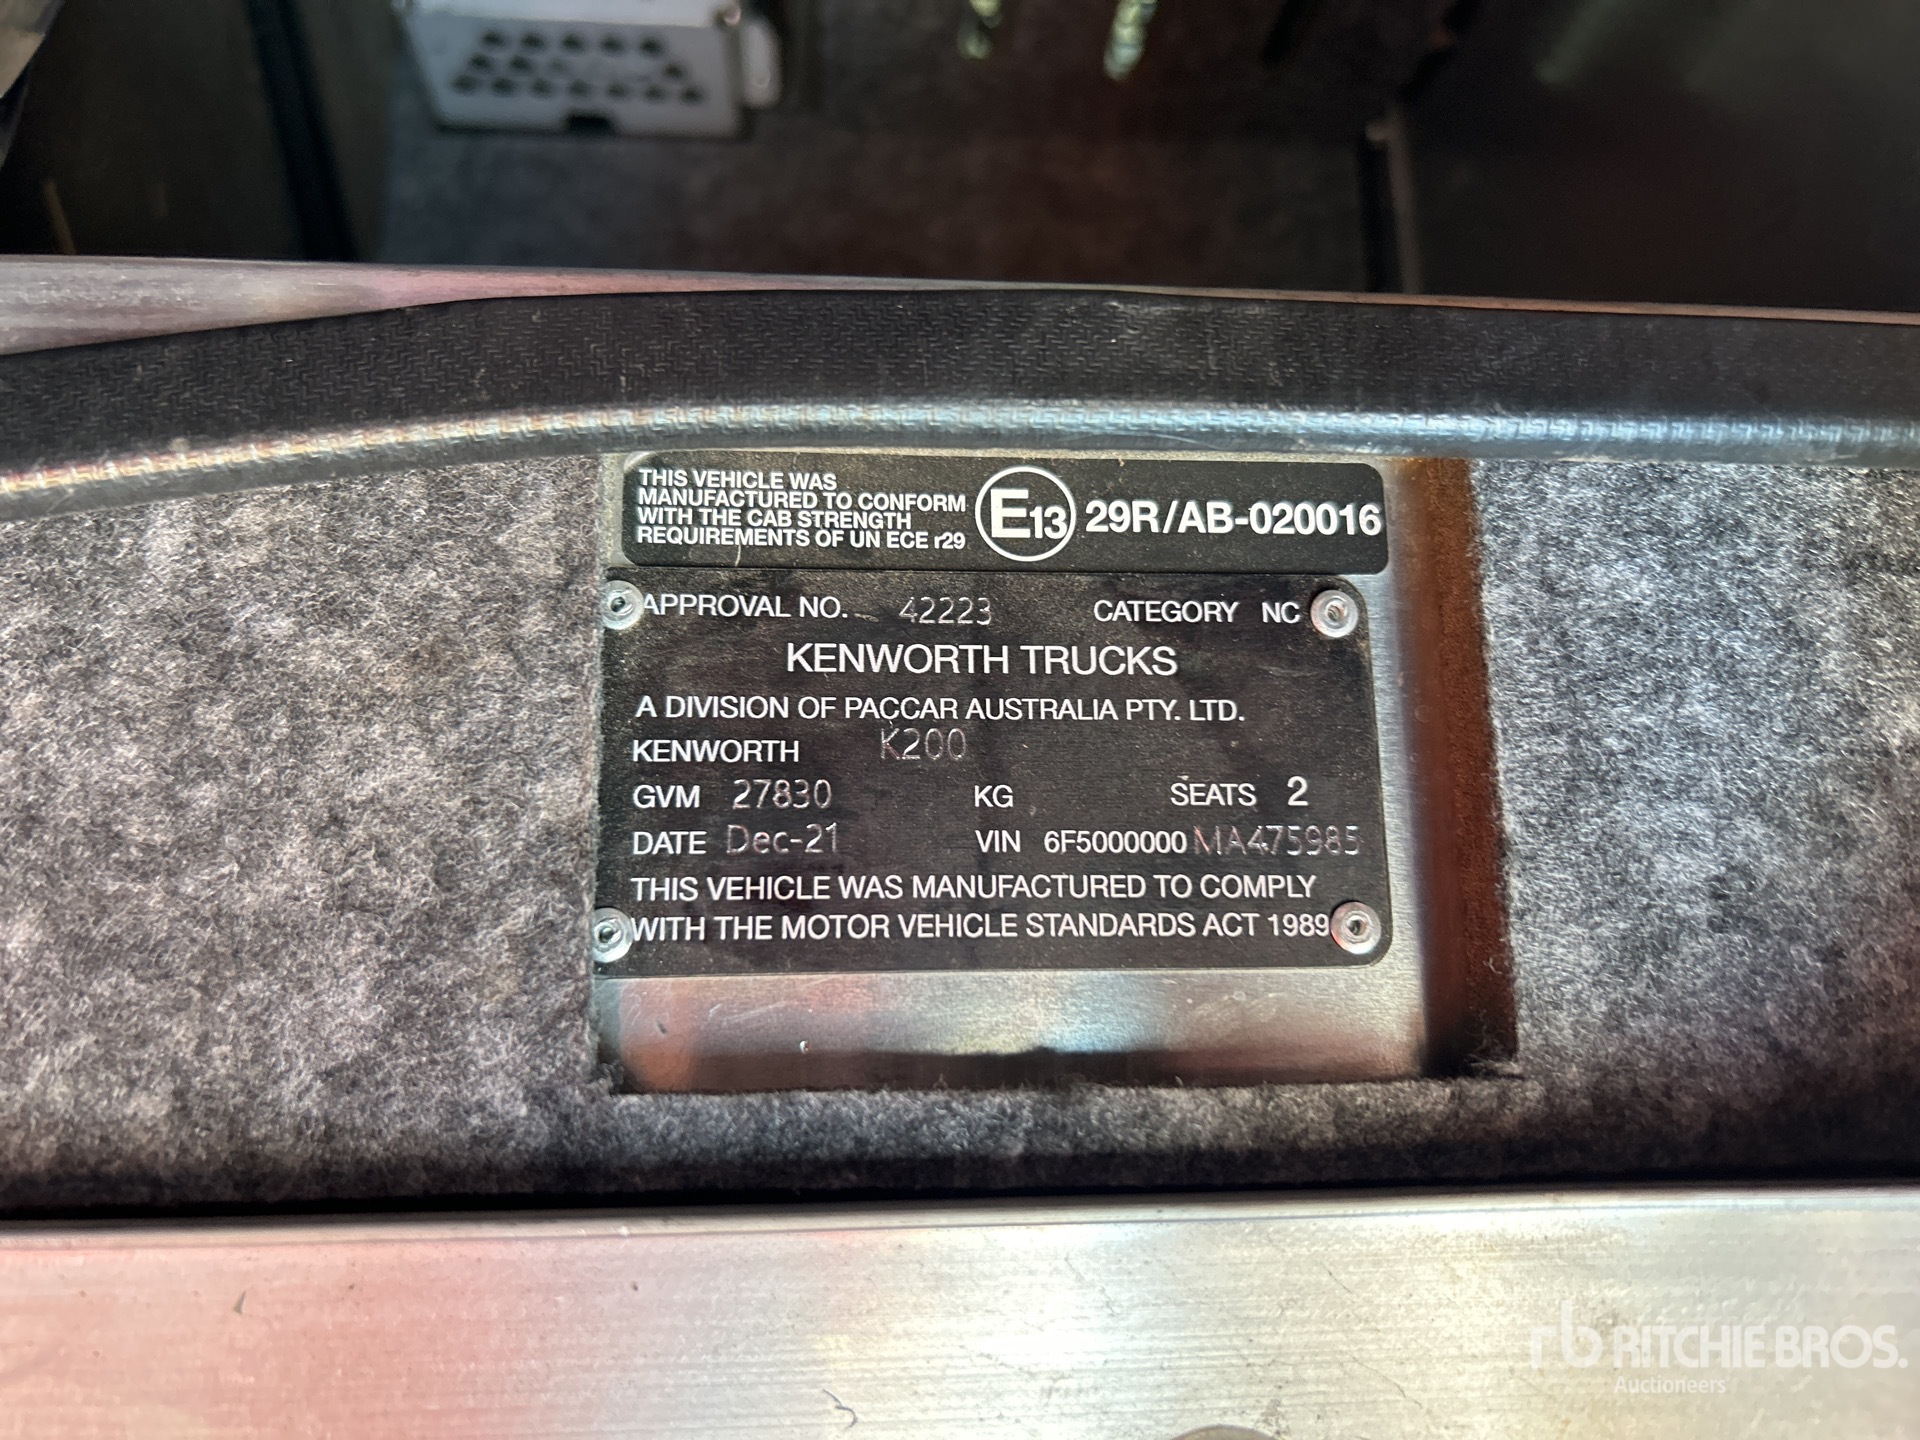 THIS VEHICLE WAS
MANUFACTURED TO CONFORM
WITH THE CAB STRENGTH
REQUIREMENTS OF UN ECE r29
E13 29R/AB-020016
APPROVAL NO. 42223 CATEGORY NC
KENWORTH TRUCKS
A DIVISION OF PACCAR AUSTRALIA PTY. LTD.
KENWORTH K200
GVM 27830 KG SEATS 2
DATE Dec-21 VIN 6F5000000MA475985
THIS VEHICLE WAS MANUFACTURED TO COMPLY
WITH THE MOTOR VEHICLE STANDARDS ACT 1989
rb RITCHIE BROS.
Auctioneers